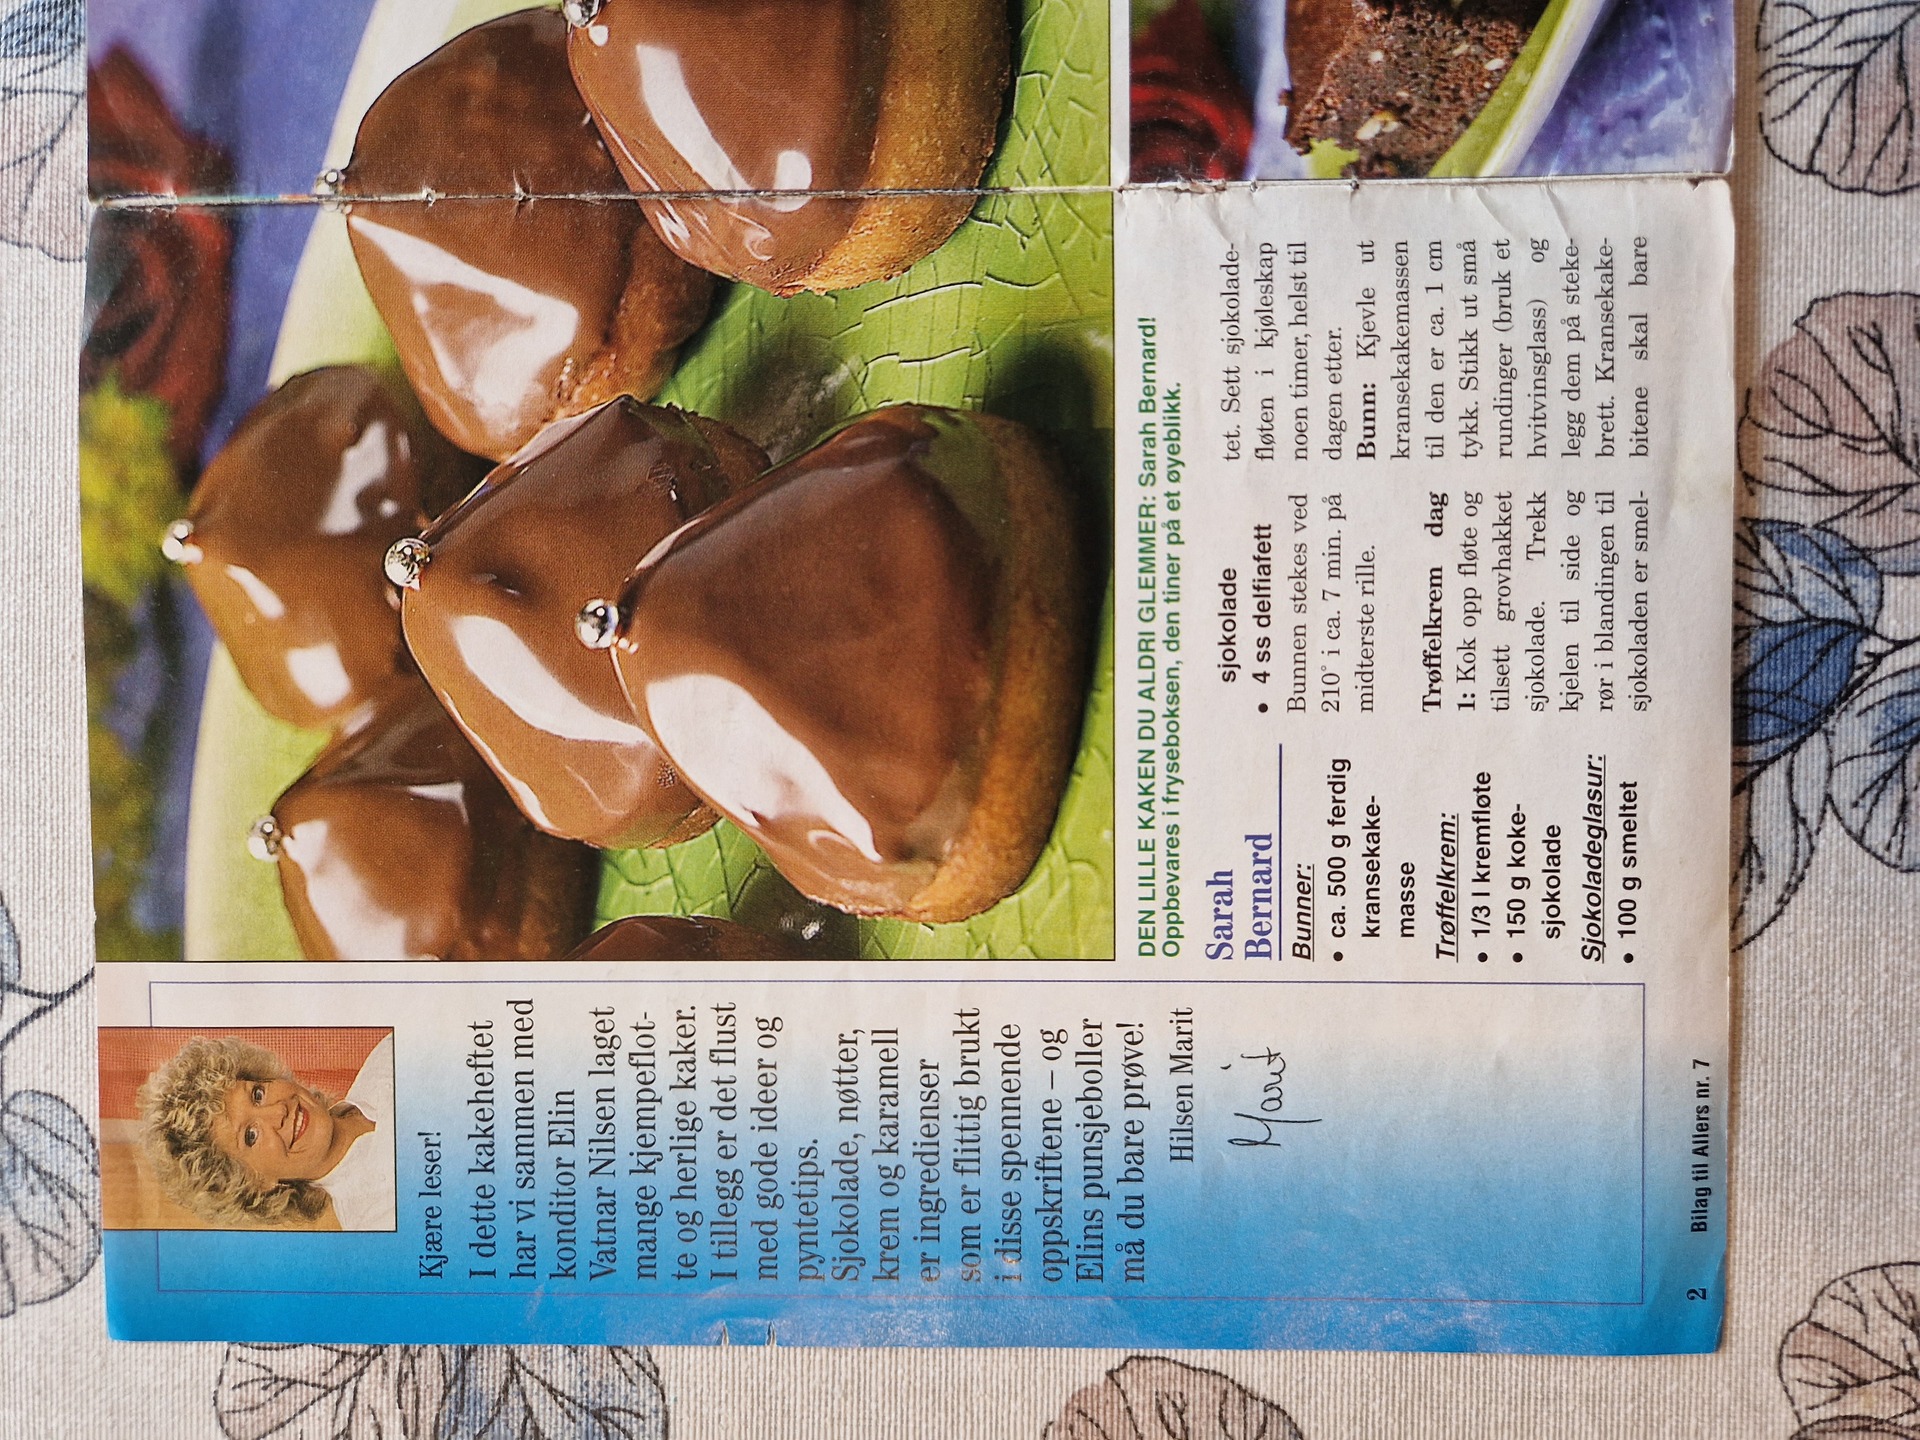 Kjære leser!
I dette kakeheftet
har vi sammen med
konditor Elin
Vatnar Nilsen laget
mange kjempeflot-
te og herlige kaker.
I tillegg er det flust
med gode ideer og
pyntetips.
Sjokolade, nøtter,
krem og karamell
er ingredienser
som er flittig brukt
i disse spennende
oppskriftene – og
Elins punsjeboller
må du bare prøve!
Hilsen Marit
Marit
DEN LILLE KAKEN DU ALDRI GLEMMER: Sarah Bernard!
Oppbevares i fryseboksen, den tiner på et øyeblikk.
Sarah
Bernard
Bunner:
• ca. 500 g ferdig
kransekake-
masse
Trøffelkrem:
• 1/3 l kremfløte
• 150 g koke-
sjokolade
Sjokoladeglasur:
• 100 g smeltet
sjokolade
• 4 ss delfiafett
Bunnen stekes ved
210° i ca. 7 min. på
midterste rille.
Trøffelkrem dag
1: Kok opp fløte og
tilsett grovhakket
sjokolade. Trekk
kjelen til side og
rør i blandingen til
sjokoladen er smel-
tet. Sett sjokolade-
fløten i kjøleskap
noen timer, helst til
dagen etter.
Bunn: Kjevle ut
kransekakemassen
til den er ca. 1 cm
tykk. Stikk ut små
rundinger (bruk et
hvitvinsglass) og
legg dem på steke-
brett. Kransekake-
bitene skal bare
2 Bilag til Allers nr. 7